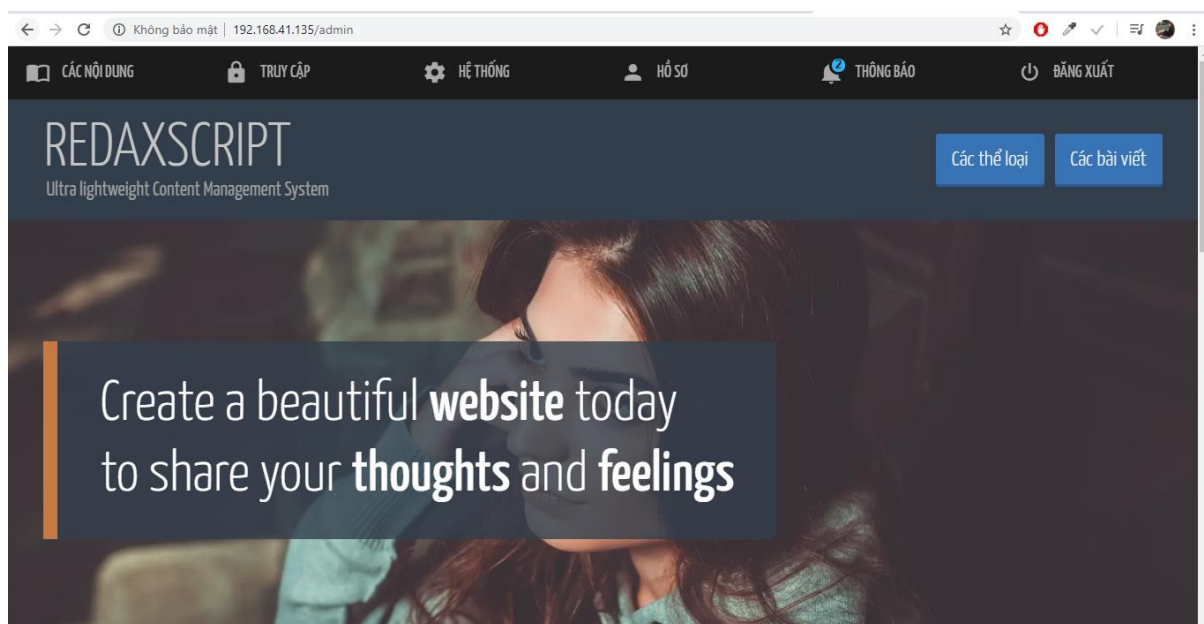 Không bảo mật | 192.168.41.135/admin
CÁC NỘI DUNG TRUY CẬP HỆ THỐNG HỒ SƠ 2 THÔNG BÁO ĐĂNG XUẤT
REDAXSCRIPT
Ultra lightweight Content Management System
Các thể loại Các bài viết
Create a beautiful website today
to share your thoughts and feelings